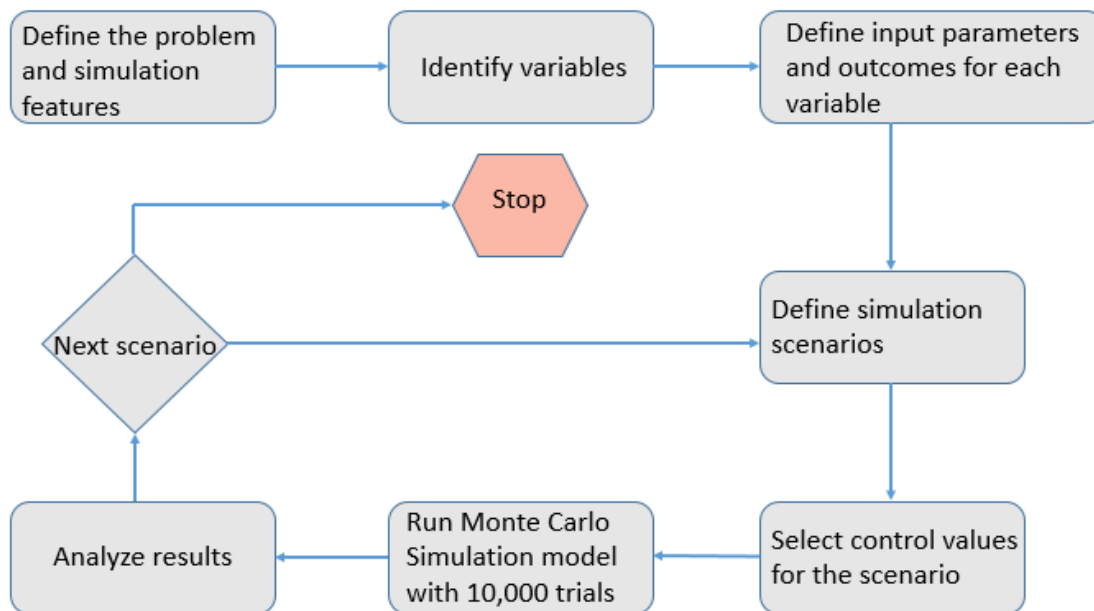 Define the problem
and simulation
features
Identify variables
Define input parameters
and outcomes for each
variable
Stop
Next scenario
Define simulation
scenarios
Analyze results
Run Monte Carlo
Simulation model
with 10,000 trials
Select control values
for the scenario